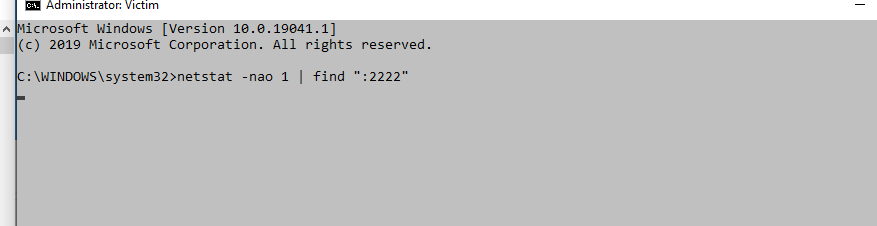 Administrator: Victim
Microsoft Windows [Version 10.0.19041.1]
(c) 2019 Microsoft Corporation. All rights reserved.
C:\WINDOWS\system32>netstat -nao 1 | find ":2222"